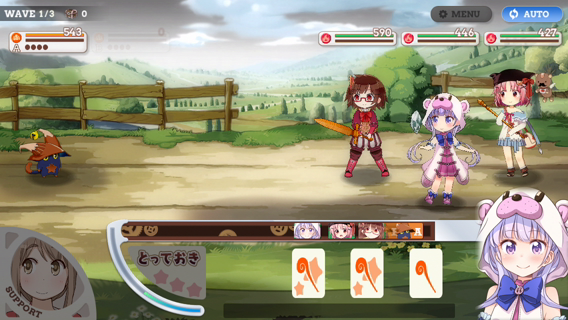 WAVE 1/3
0
MENU
AUTO
543
A
590
446
427
とっておき
A
SUPPORT